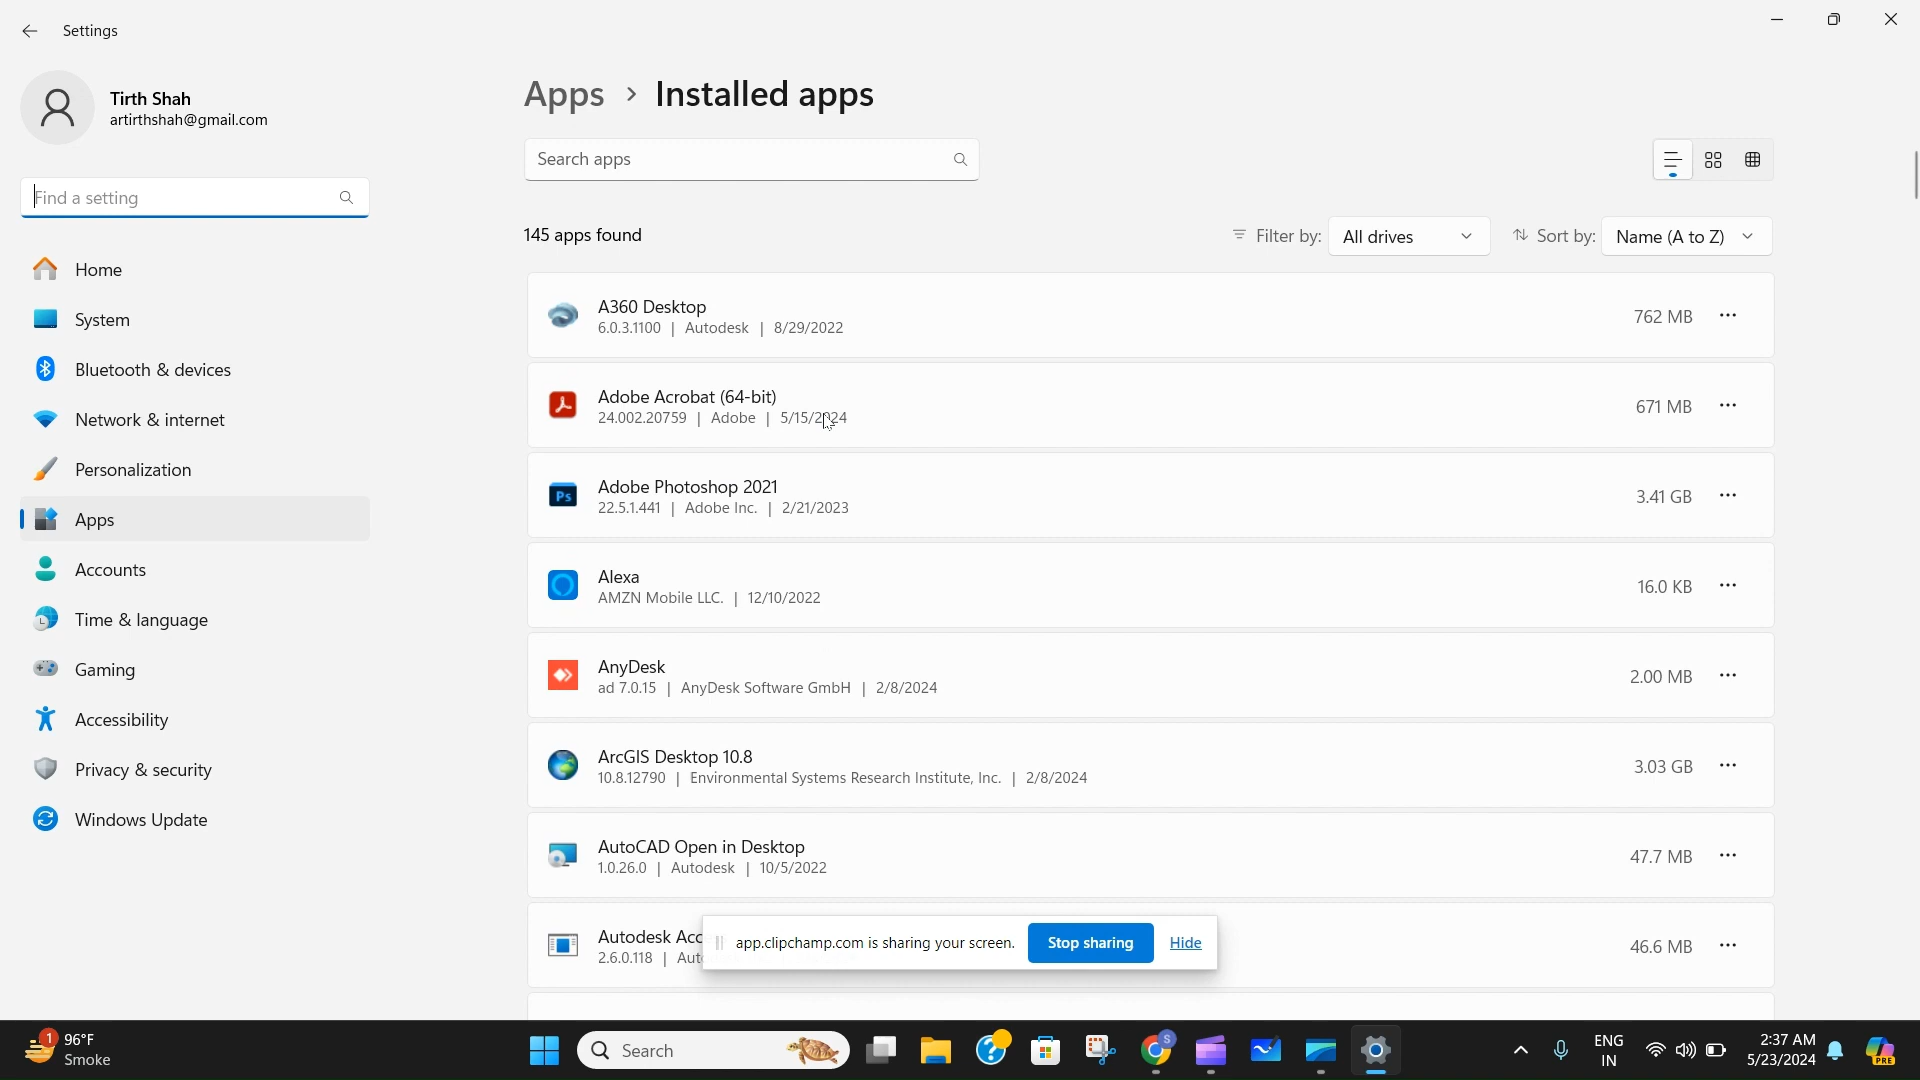 Settings
Tirth Shah
artirthshah@gmail.com
Find a setting
Home
System
Bluetooth & devices
Network & internet
Personalization
Apps
Accounts
Time & language
Gaming
Accessibility
Privacy & security
Windows Update
Apps > Installed apps
Search apps
145 apps found
Filter by: All drives
Sort by: Name (A to Z)
A360 Desktop
6.0.3.1100 | Autodesk | 8/29/2022
762 MB
Adobe Acrobat (64-bit)
24.002.20759 | Adobe | 5/15/2024
671 MB
Ps
Adobe Photoshop 2021
22.5.1.441 | Adobe Inc. | 2/21/2023
3.41 GB
Alexa
AMZN Mobile LLC. | 12/10/2022
16.0 KB
AnyDesk
ad 7.0.15 | AnyDesk Software GmbH | 2/8/2024
2.00 MB
ArcGIS Desktop 10.8
10.8.12790 | Environmental Systems Research Institute, Inc. | 2/8/2024
3.03 GB
AutoCAD Open in Desktop
1.0.26.0 | Autodesk | 10/5/2022
47.7 MB
Autodesk
2.6.0.118 |
46.6 MB
app.clipchamp.com is sharing your screen. Stop sharing Hide
1
96°F
Smoke
Search
S
ENG
IN
2:37 AM
5/23/2024
PRE